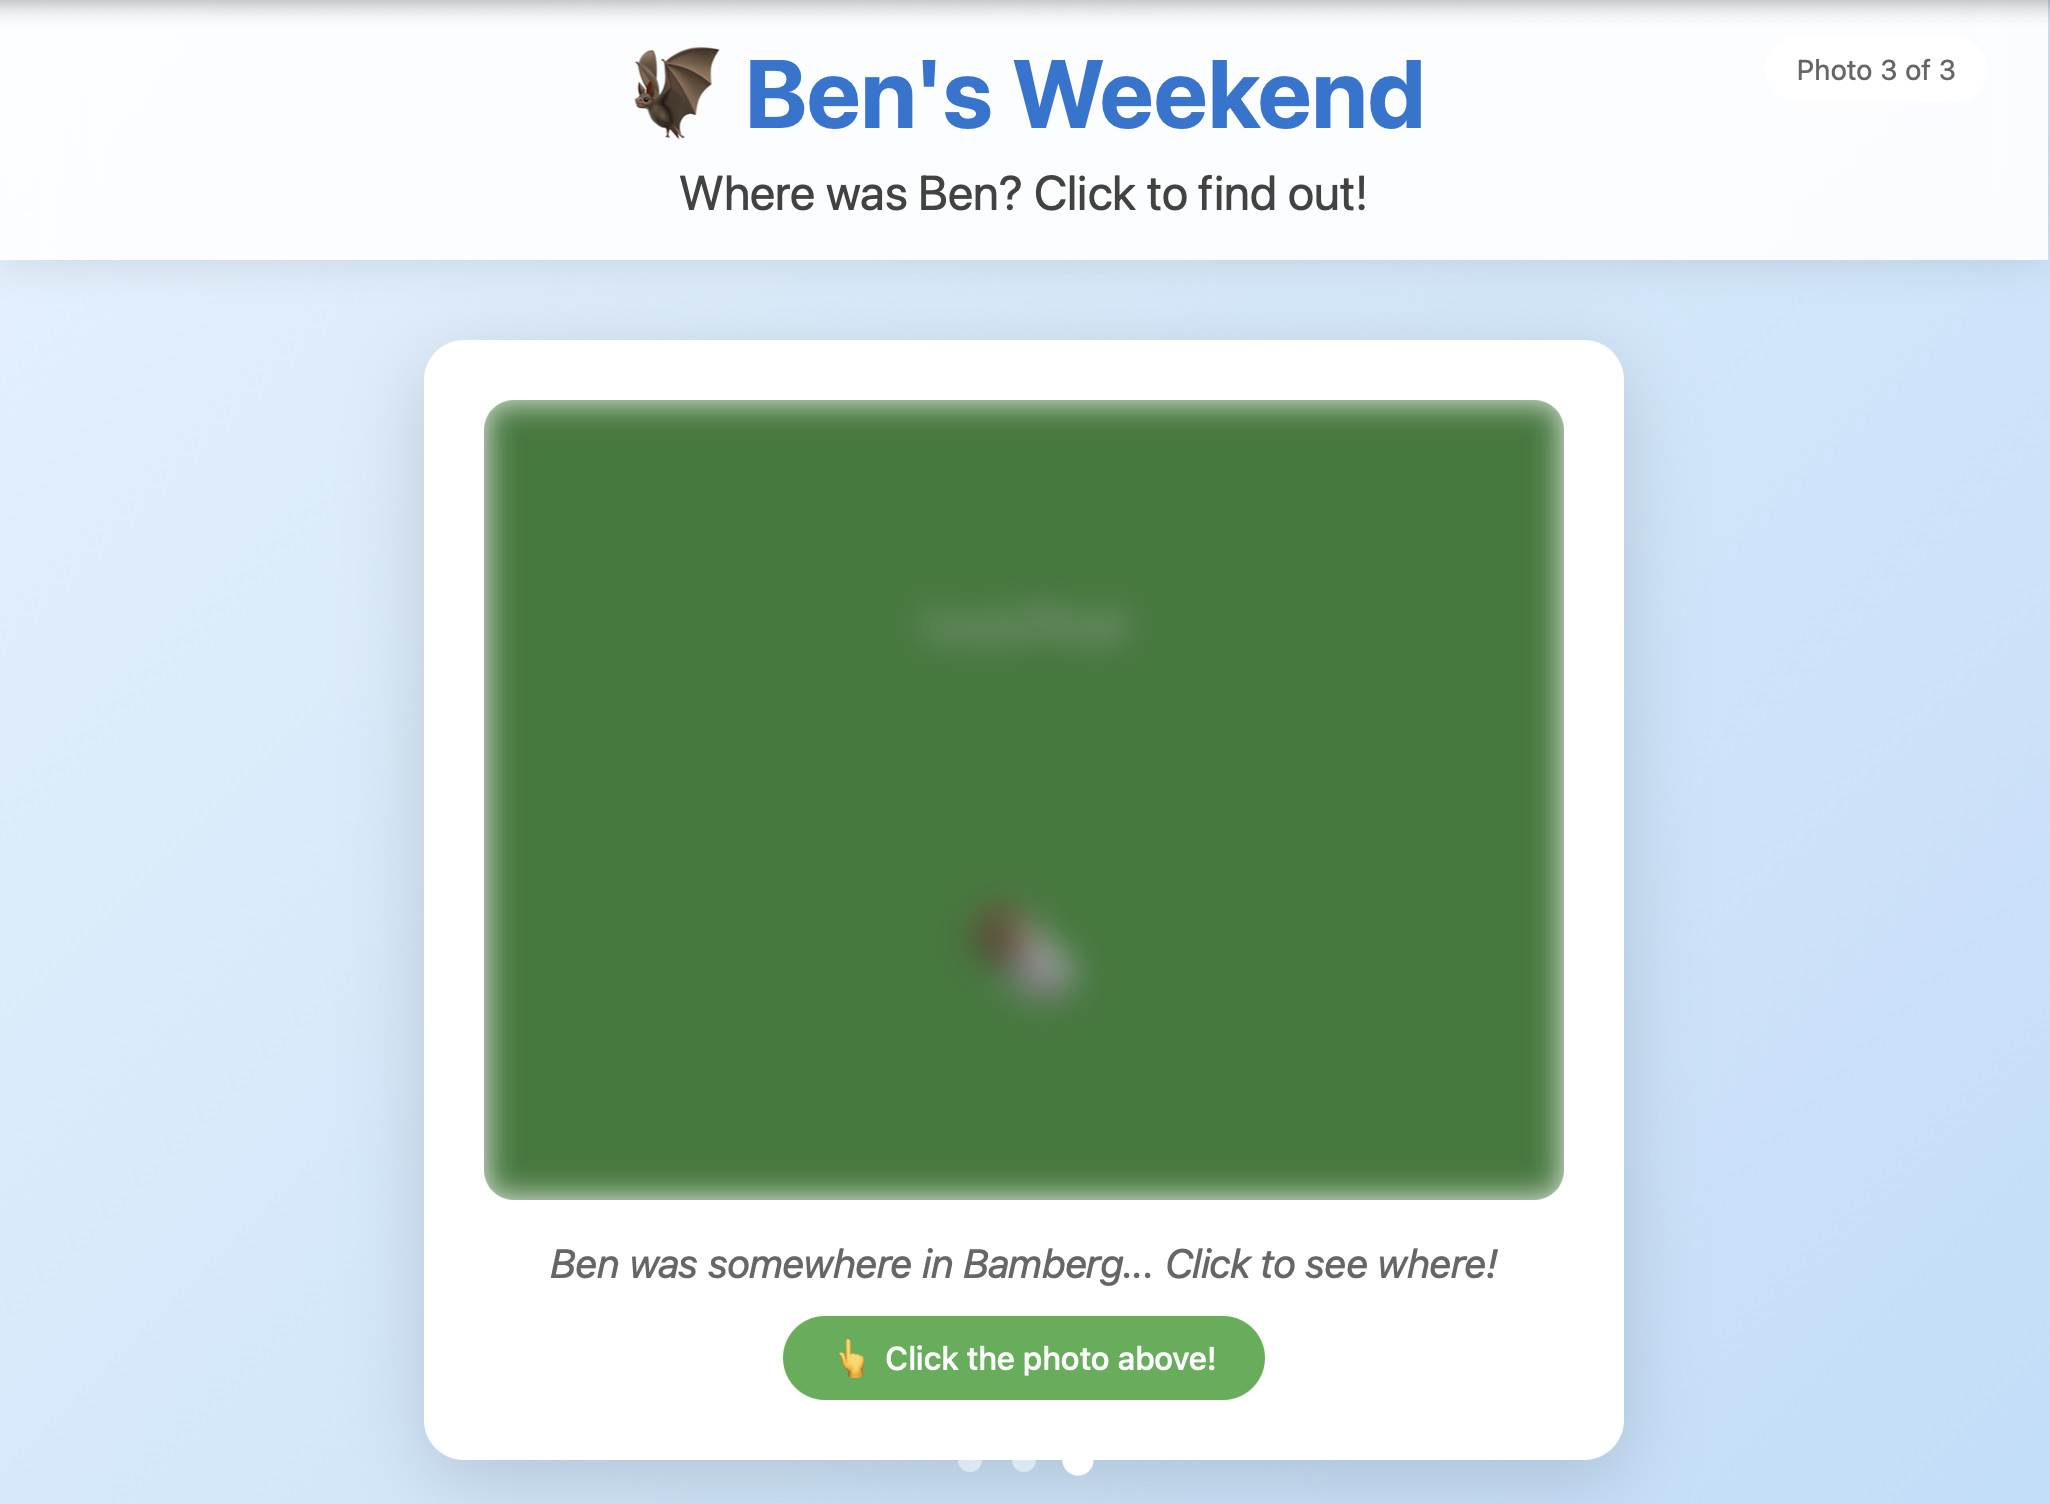 🦇 Ben's Weekend
Photo 3 of 3
Where was Ben? Click to find out!
Ben was somewhere in Bamberg... Click to see where!
👆 Click the photo above!